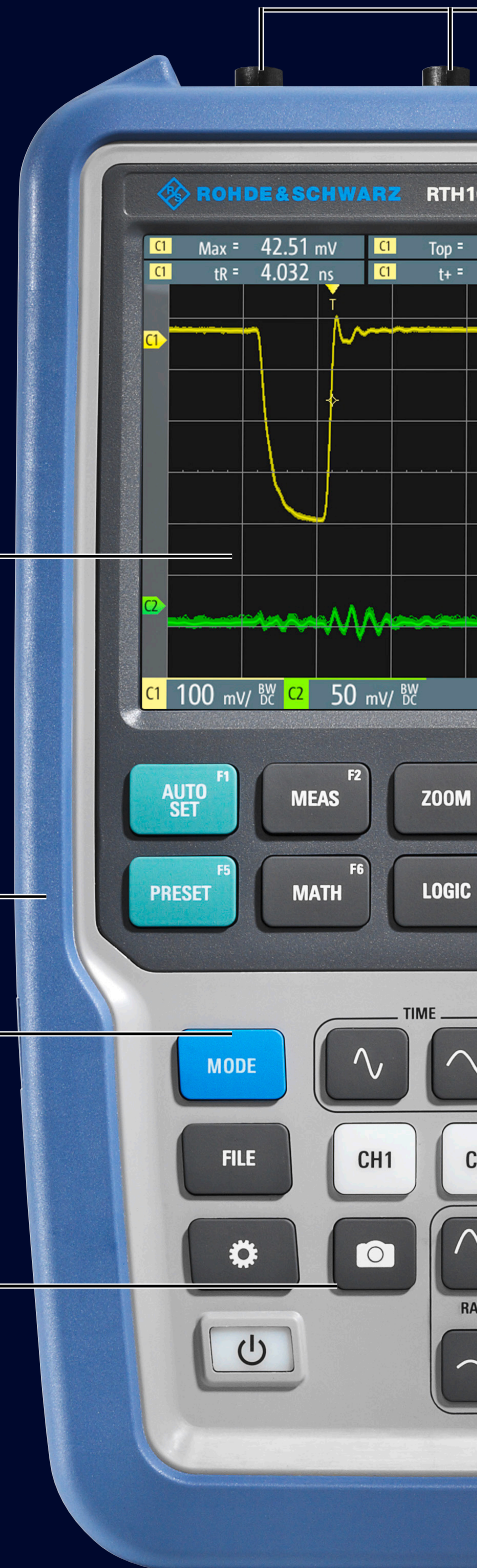 ROHDE & SCHWARZ RTH1
C1 Max = 42.51 mV C1 Top =
C1 tR = 4.032 ns C1 t+ =
T
C1
C2
C1 100 mV/ BW DC C2 50 mV/ BW DC
AUTO SET F1
MEAS F2
ZOOM
PRESET F5
MATH F6
LOGIC
TIME
MODE
FILE
CH1
C
RA